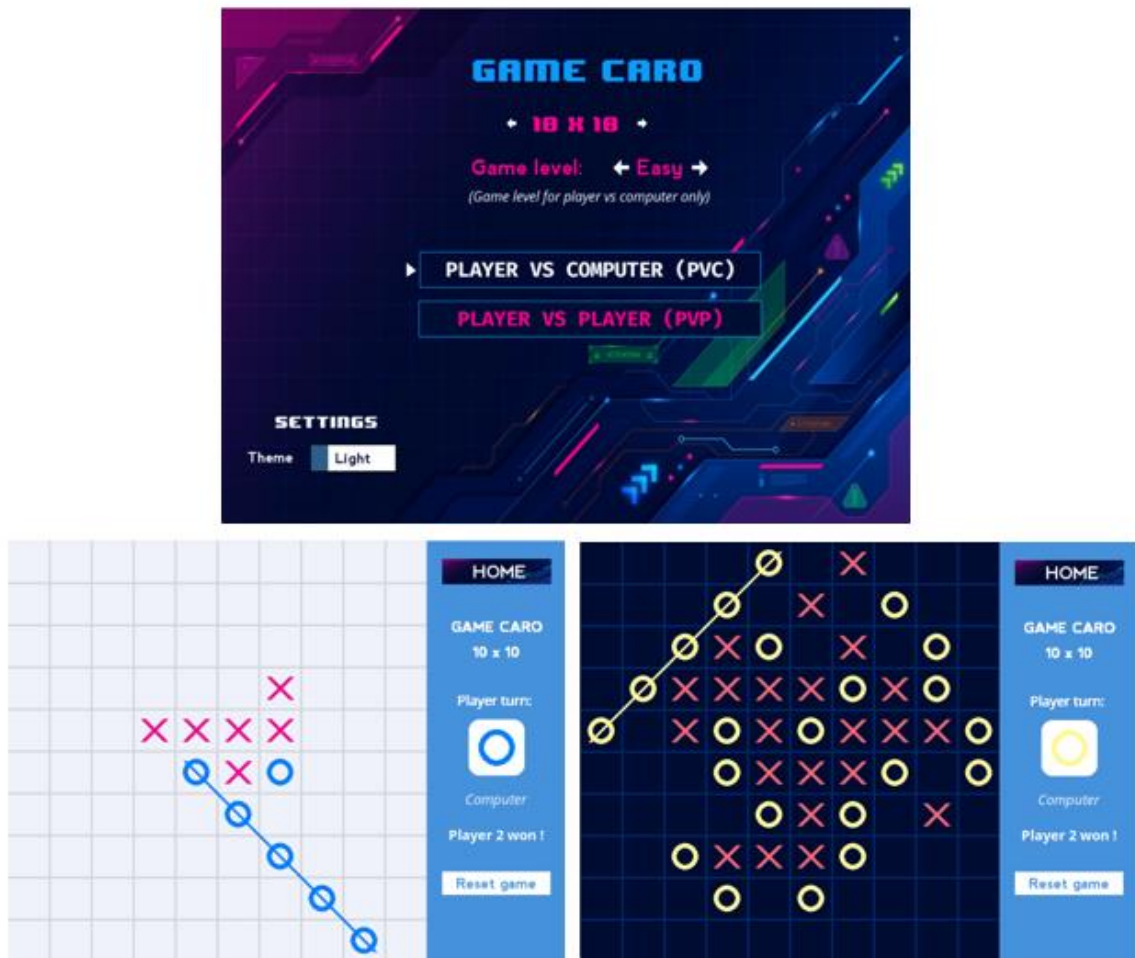 GAME CARO
10 X 10
Game level: Easy
(Game level for player vs computer only)
PLAYER VS COMPUTER (PVC)
PLAYER VS PLAYER (PVP)
SETTINGS
Theme Light
HOME
GAME CARO
10 x 10
Player turn:
Computer
Player 2 won !
Reset game
HOME
GAME CARO
10 x 10
Player turn:
Computer
Player 2 won !
Reset game